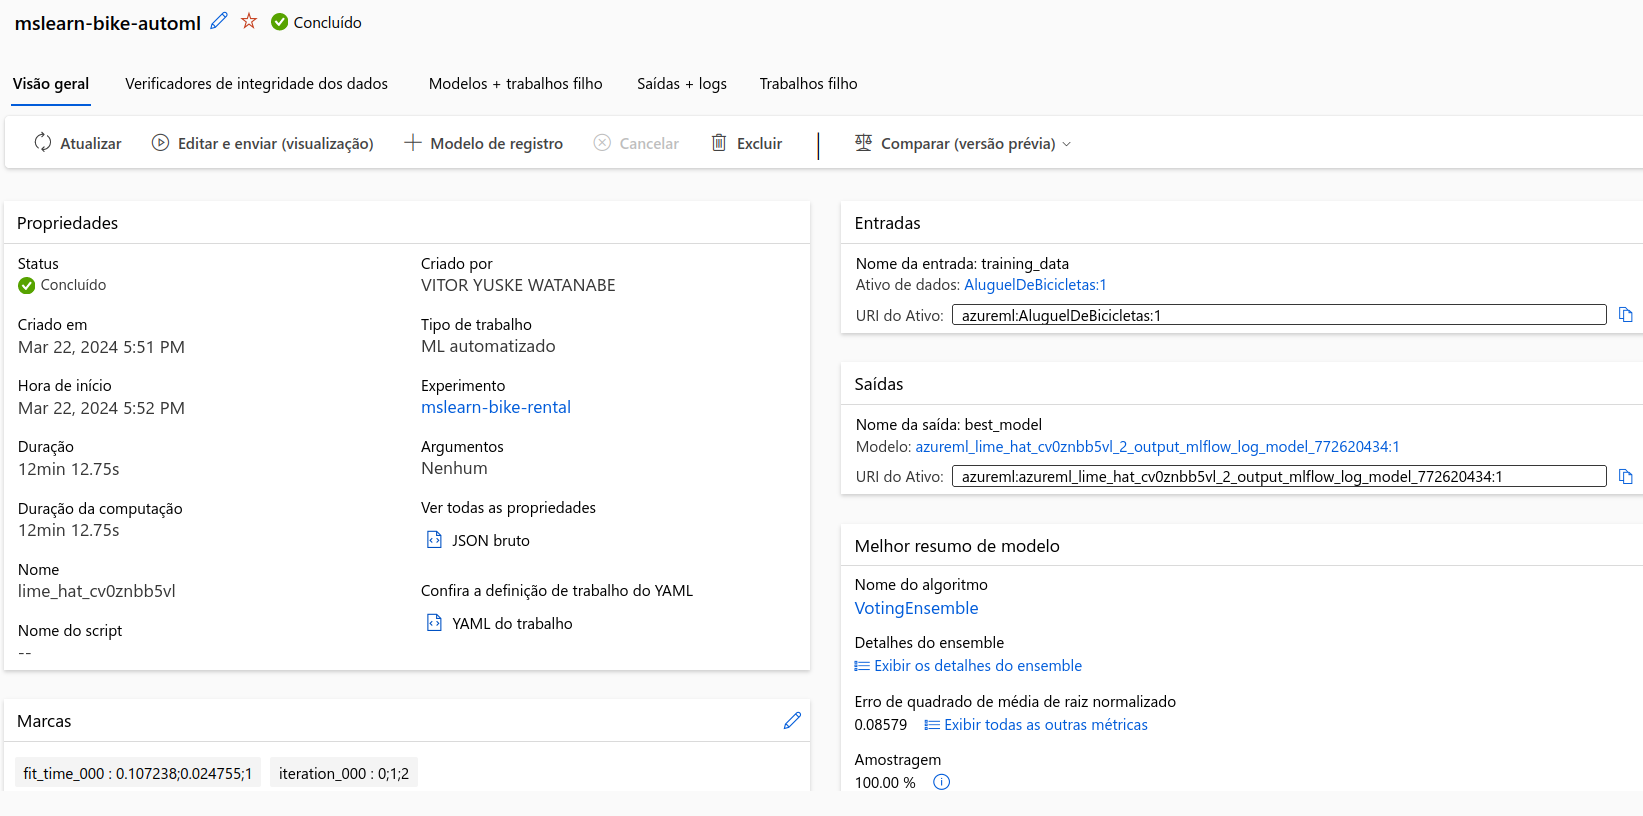 mslearn-bike-automl Concluído
Visão geral Verificadores de integridade dos dados Modelos + trabalhos filho Saídas + logs Trabalhos filho
Atualizar Editar e enviar (visualização) Modelo de registro Cancelar Excluir Comparar (versão prévia)
Propriedades
Status
Concluído
Criado em
Mar 22, 2024 5:51 PM
Hora de início
Mar 22, 2024 5:52 PM
Duração
12min 12.75s
Duração da computação
12min 12.75s
Nome
lime_hat_cv0znbb5vl
Nome do script
--
Criado por
VITOR YUSKE WATANABE
Tipo de trabalho
ML automatizado
Experimento
mslearn-bike-rental
Argumentos
Nenhum
Ver todas as propriedades
JSON bruto
Confira a definição de trabalho do YAML
YAML do trabalho
Marcas
fit_time_000 : 0.107238;0.024755;1 iteration_000 : 0;1;2
Entradas
Nome da entrada: training_data
Ativo de dados: AluguelDeBicicletas:1
URI do Ativo: azureml:AluguelDeBicicletas:1
Saídas
Nome da saída: best_model
Modelo: azureml_lime_hat_cv0znbb5vl_2_output_mlflow_log_model_772620434:1
URI do Ativo: azureml:azureml_lime_hat_cv0znbb5vl_2_output_mlflow_log_model_772620434:1
Melhor resumo de modelo
Nome do algoritmo
VotingEnsemble
Detalhes do ensemble
Exibir os detalhes do ensemble
Erro de quadrado de média de raiz normalizado
0.08579 Exibir todas as outras métricas
Amostragem
100.00 %